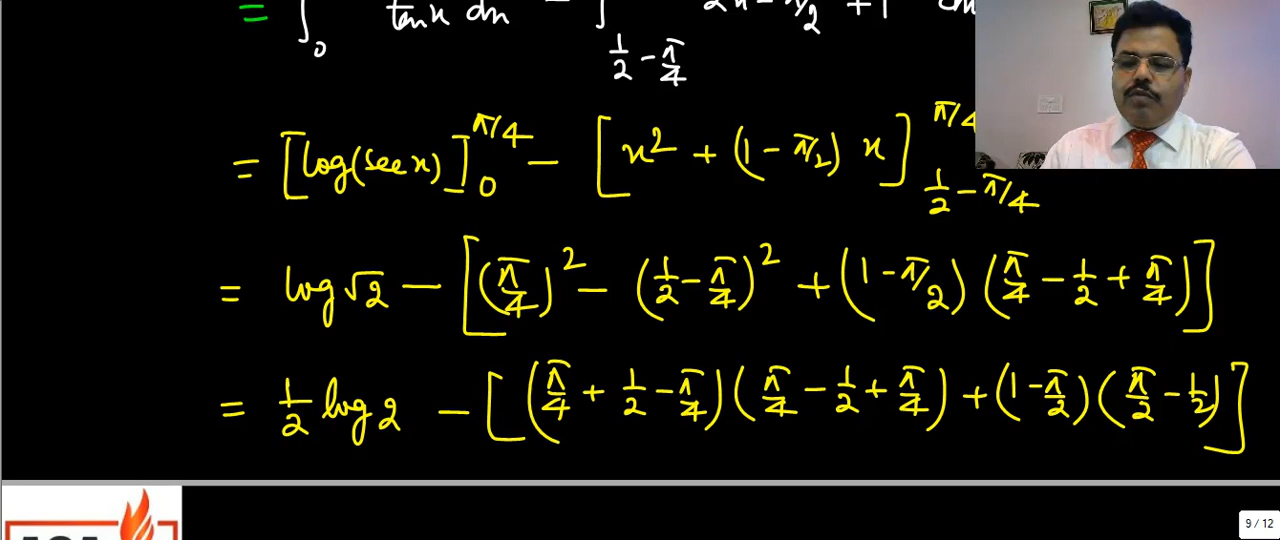 = ∫₀ tan x dx − ∫_{1/2 − π/4} 2x − π/2 + 1
= [log(sec x)]₀^{π/4} − [x² + (1 − π/2) x]_{1/2 − π/4}^{π/4}
= log √2 − [(π/4)² − (1/2 − π/4)² + (1 − π/2)(π/4 − 1/2 + π/4)]
= 1/2 log 2 − [(π/4 + 1/2 − π/4)(π/4 − 1/2 + π/4) + (1 − π/2)(π/2 − 1/2)]
9 / 12